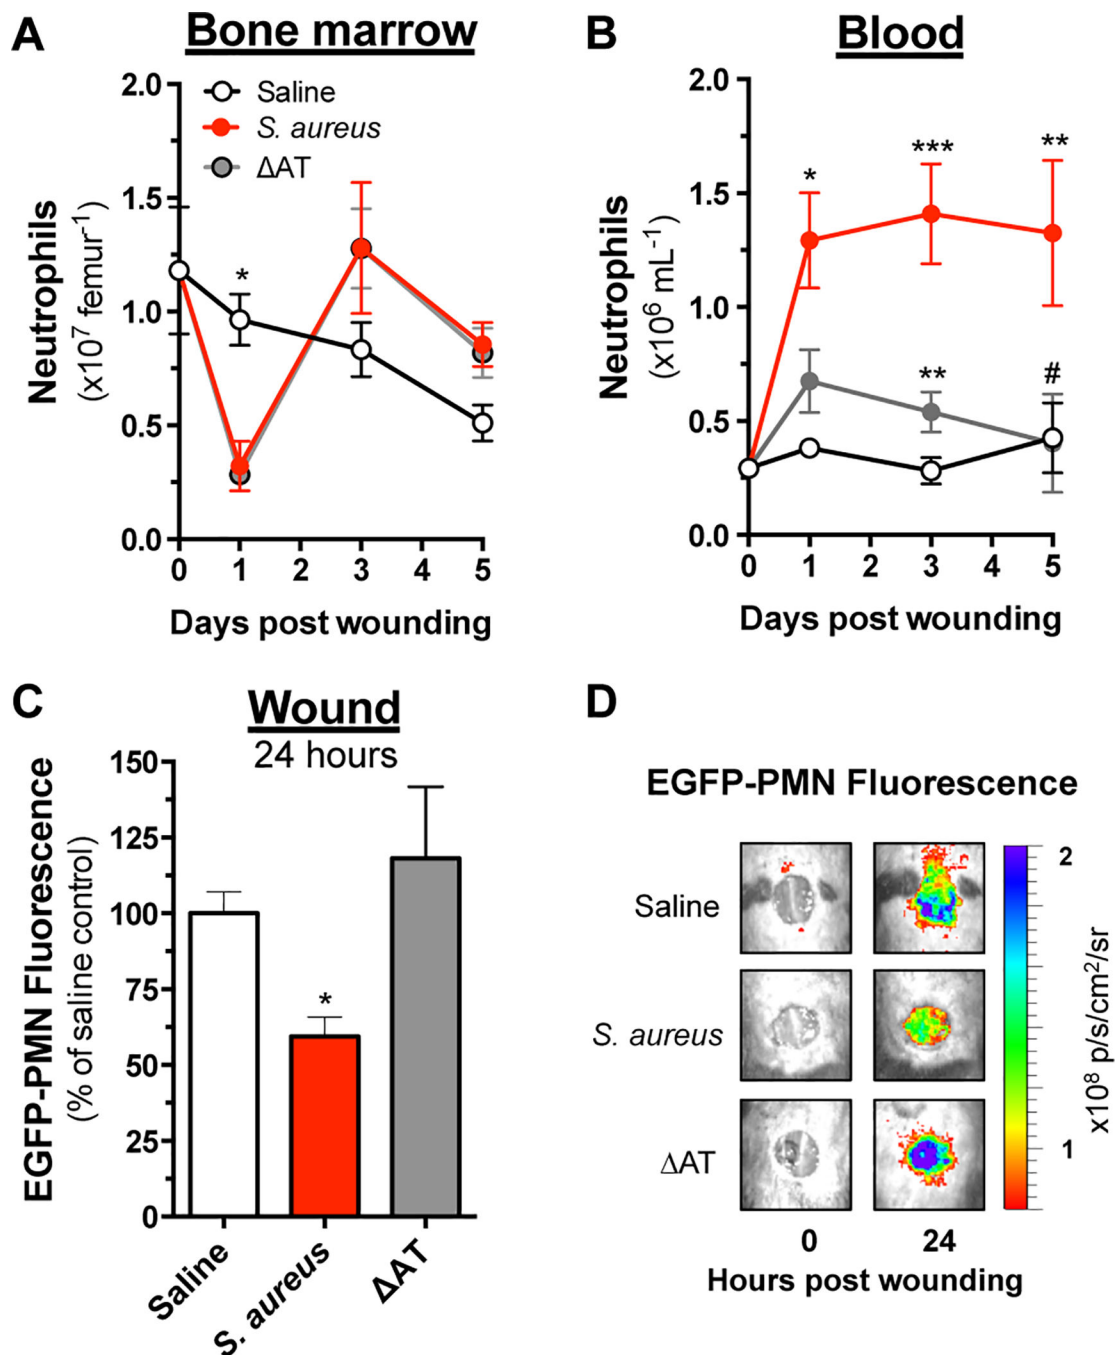 A
Bone marrow
2.0
1.5
1.0
0.5
0.0
Neutrophils
(x10⁷ femur⁻¹)
Saline
S. aureus
ΔAT
*
0 1 2 3 4 5
Days post wounding
B
Blood
2.0
1.5
1.0
0.5
0.0
Neutrophils
(x10⁶ mL⁻¹)
*
***
**
**
#
0 1 2 3 4 5
Days post wounding
C
Wound
24 hours
150
125
100
75
50
25
0
EGFP-PMN Fluorescence
(% of saline control)
*
Saline
S. aureus
ΔAT
D
EGFP-PMN Fluorescence
Saline
S. aureus
ΔAT
2
1
x10⁸ p/s/cm²/sr
0 24
Hours post wounding